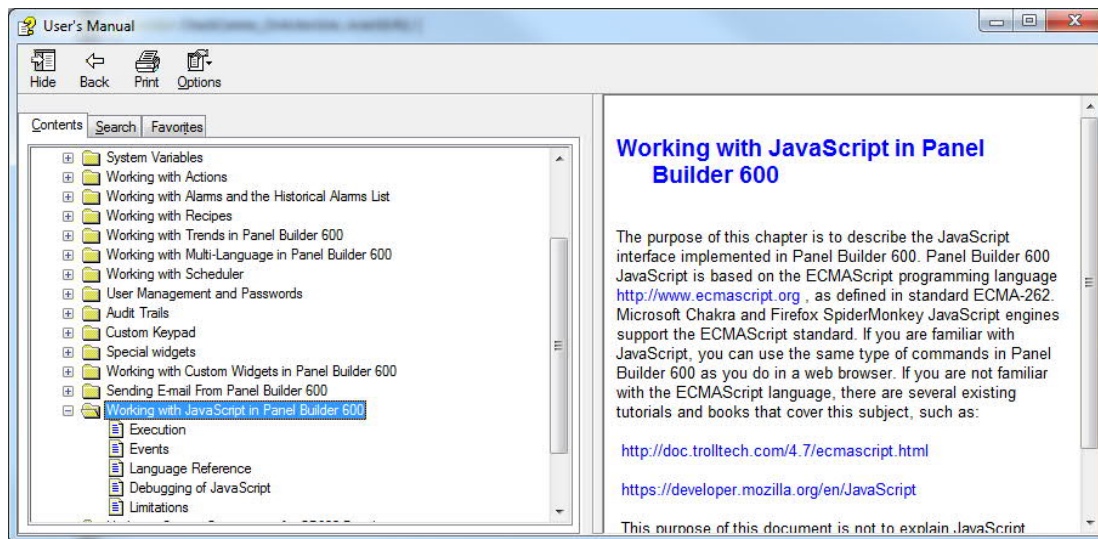 User's Manual
Hide Back Print Options
Contents Search Favorites
System Variables
Working with Actions
Working with Alarms and the Historical Alarms List
Working with Recipes
Working with Trends in Panel Builder 600
Working with Multi-Language in Panel Builder 600
Working with Scheduler
User Management and Passwords
Audit Trails
Custom Keypad
Special widgets
Working with Custom Widgets in Panel Builder 600
Sending E-mail From Panel Builder 600
Working with JavaScript in Panel Builder 600
Execution
Events
Language Reference
Debugging of JavaScript
Limitations
Working with JavaScript in Panel
Builder 600
The purpose of this chapter is to describe the JavaScript
interface implemented in Panel Builder 600. Panel Builder 600
JavaScript is based on the ECMAScript programming language
http://www.ecmascript.org , as defined in standard ECMA-262.
Microsoft Chakra and Firefox SpiderMonkey JavaScript engines
support the ECMAScript standard. If you are familiar with
JavaScript, you can use the same type of commands in Panel
Builder 600 as you do in a web browser. If you are not familiar
with the ECMAScript language, there are several existing
tutorials and books that cover this subject, such as:
http://doc.trolltech.com/4.7/ecmascript.html
https://developer.mozilla.org/en/JavaScript
This purpose of this document is not to explain JavaScript